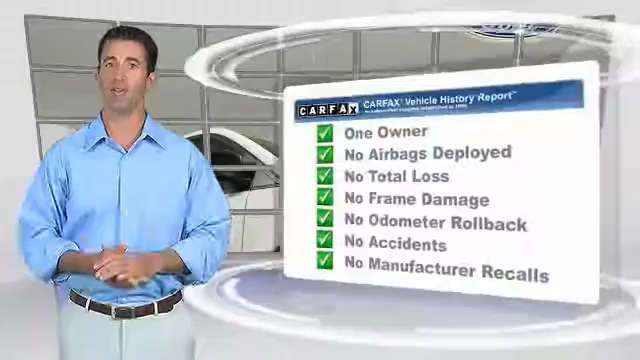 CARFAX CARFAX® Vehicle History Report™
One Owner
No Airbags Deployed
No Total Loss
No Frame Damage
No Odometer Rollback
No Accidents
No Manufacturer Recalls